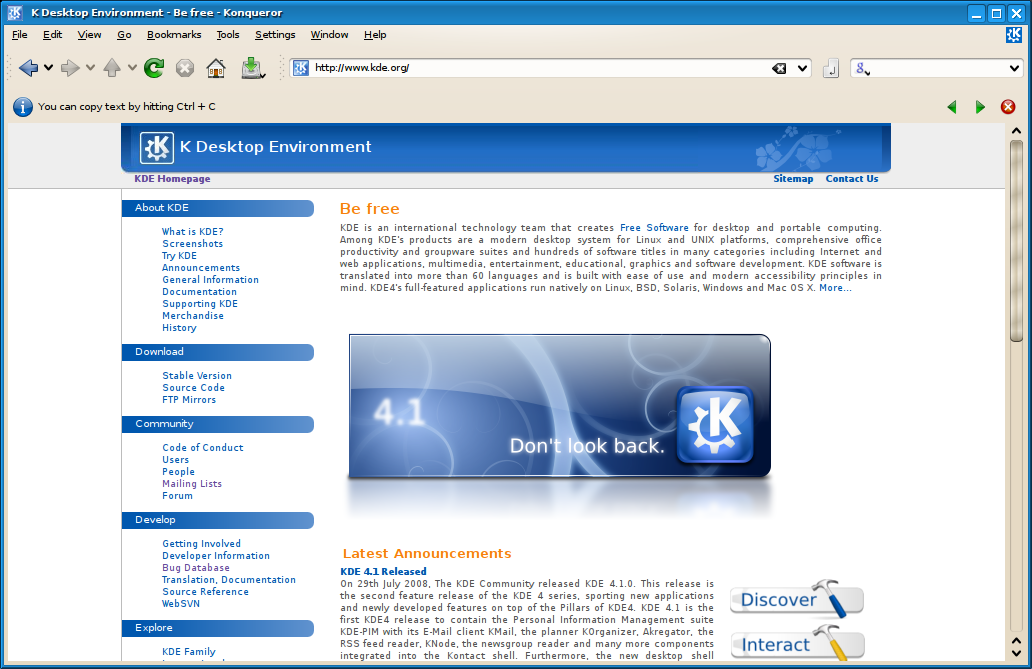 K Desktop Environment - Be free - Konqueror
File Edit View Go Bookmarks Tools Settings Window Help
http://www.kde.org/
You can copy text by hitting Ctrl + C
K Desktop Environment
KDE Homepage
Sitemap Contact Us
About KDE
What is KDE?
Screenshots
Try KDE
Announcements
General Information
Documentation
Supporting KDE
Merchandise
History
Download
Stable Version
Source Code
FTP Mirrors
Community
Code of Conduct
Users
People
Mailing Lists
Forum
Develop
Getting Involved
Developer Information
Bug Database
Translation, Documentation
Source Reference
WebSVN
Explore
KDE Family
Be free
KDE is an international technology team that creates Free Software for desktop and portable computing.
Among KDE's products are a modern desktop system for Linux and UNIX platforms, comprehensive office
productivity and groupware suites and hundreds of software titles in many categories including Internet and
web applications, multimedia, entertainment, educational, graphics and software development. KDE software is
translated into more than 60 languages and is built with ease of use and modern accessibility principles in
mind. KDE4's full-featured applications run natively on Linux, BSD, Solaris, Windows and Mac OS X. More...
4.1
Don't look back.
Latest Announcements
KDE 4.1 Released
On 29th July 2008, The KDE Community released KDE 4.1.0. This release is
the second feature release of the KDE 4 series, sporting new applications
and newly developed features on top of the Pillars of KDE4. KDE 4.1 is the
first KDE4 release to contain the Personal Information Management suite
KDE-PIM with its E-Mail client KMail, the planner KOrganizer, Akregator, the
RSS feed reader, KNode, the newsgroup reader and many more components
integrated into the Kontact shell. Furthermore, the new desktop shell
Discover
Interact